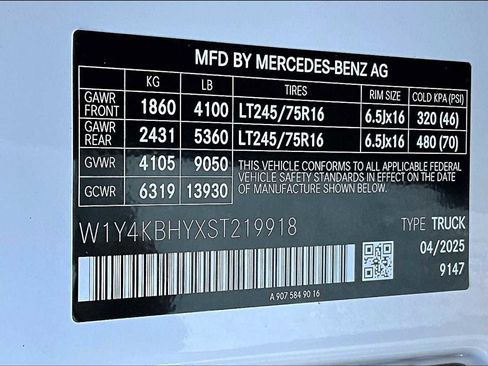 MFD BY MERCEDES-BENZ AG
KG LB TIRES RIM SIZE COLD KPA (PSI)
GAWR FRONT 1860 4100 LT245/75R16 6.5Jx16 320 (46)
GAWR REAR 2431 5360 LT245/75R16 6.5Jx16 480 (70)
GVWR 4105 9050 THIS VEHICLE CONFORMS TO ALL APPLICABLE FEDERAL
VEHICLE SAFETY STANDARDS IN EFFECT ON THE DATE
GCWR 6319 13930 OF MANUFACTURE SHOWN ABOVE.
W1Y4KBHYXST219918 TYPE TRUCK
04/2025
9147
A 907 584 90 16